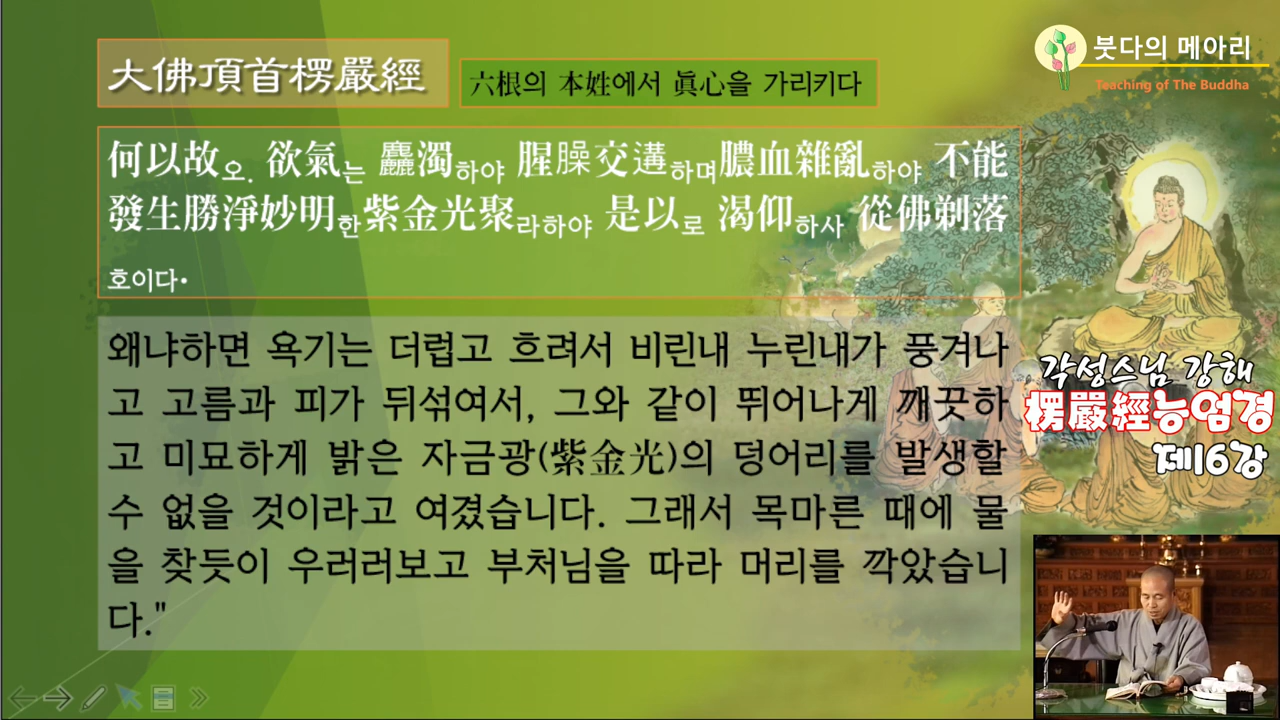 大佛頂首楞嚴經
六根의 本姓에서 眞心을 가리키다
何以故오. 欲氣는 麤濁하야 腥臊交遘하며膿血雜亂하야 不能
發生勝淨妙明한紫金光聚라하야 是以로 渴仰하사 從佛剃落
호이다•
왜냐하면 욕기는 더럽고 흐려서 비린내 누린내가 풍겨나
고 고름과 피가 뒤섞여서, 그와 같이 뛰어나게 깨끗하
고 미묘하게 밝은 자금광(紫金光)의 덩어리를 발생할
수 없을 것이라고 여겼습니다. 그래서 목마른 때에 물
을 찾듯이 우러러보고 부처님을 따라 머리를 깍았습니
다."
붓다의 메아리
Teaching of The Buddha
각성스님 강해
楞嚴經능엄경
제16강